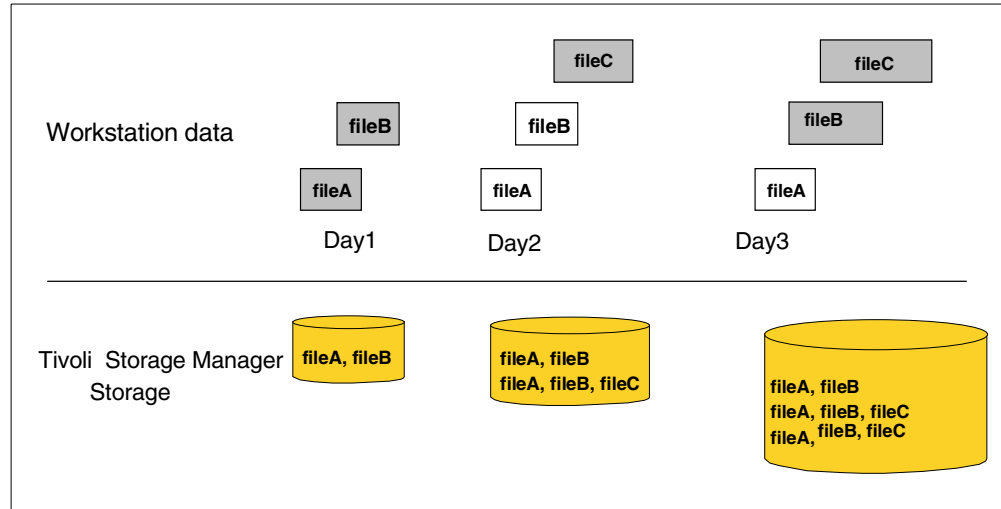 fileC
fileC
Workstation data
fileB
fileB
fileB
fileA
fileA
fileA
Day1
Day2
Day3
Tivoli Storage Manager
Storage
fileA, fileB
fileA, fileB
fileA, fileB, fileC
fileA, fileB
fileA, fileB, fileC
fileA, fileB, fileC